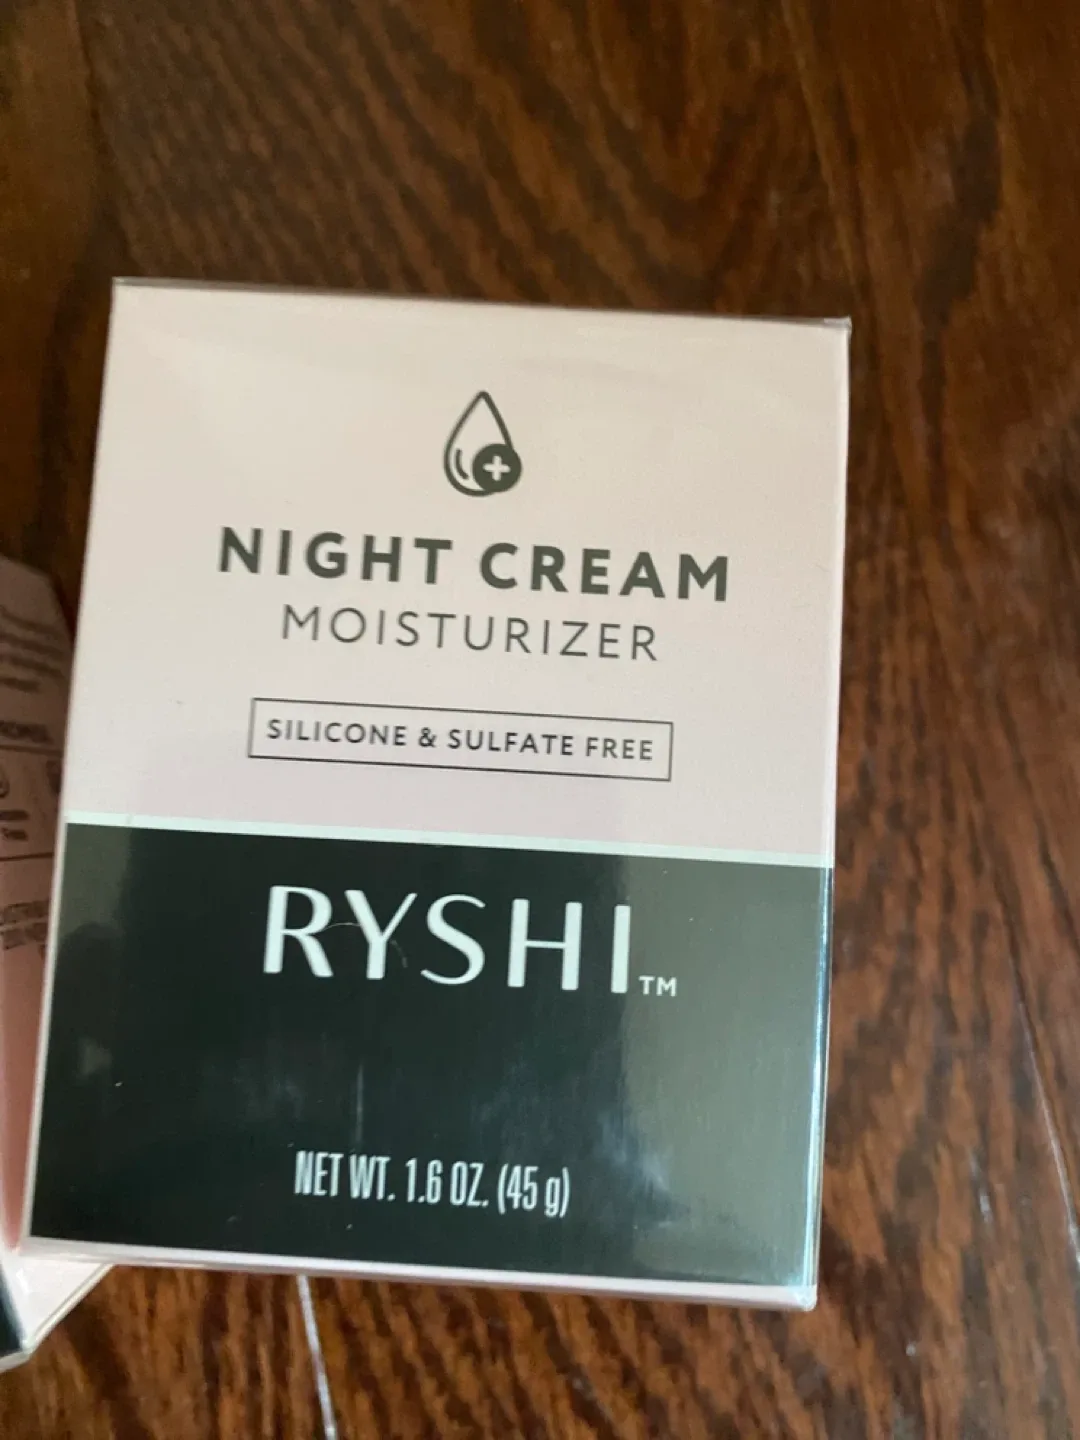 NIGHT CREAM
MOISTURIZER
SILICONE & SULFATE FREE
RYSHI™
NET WT. 1.6 OZ. (45 g)